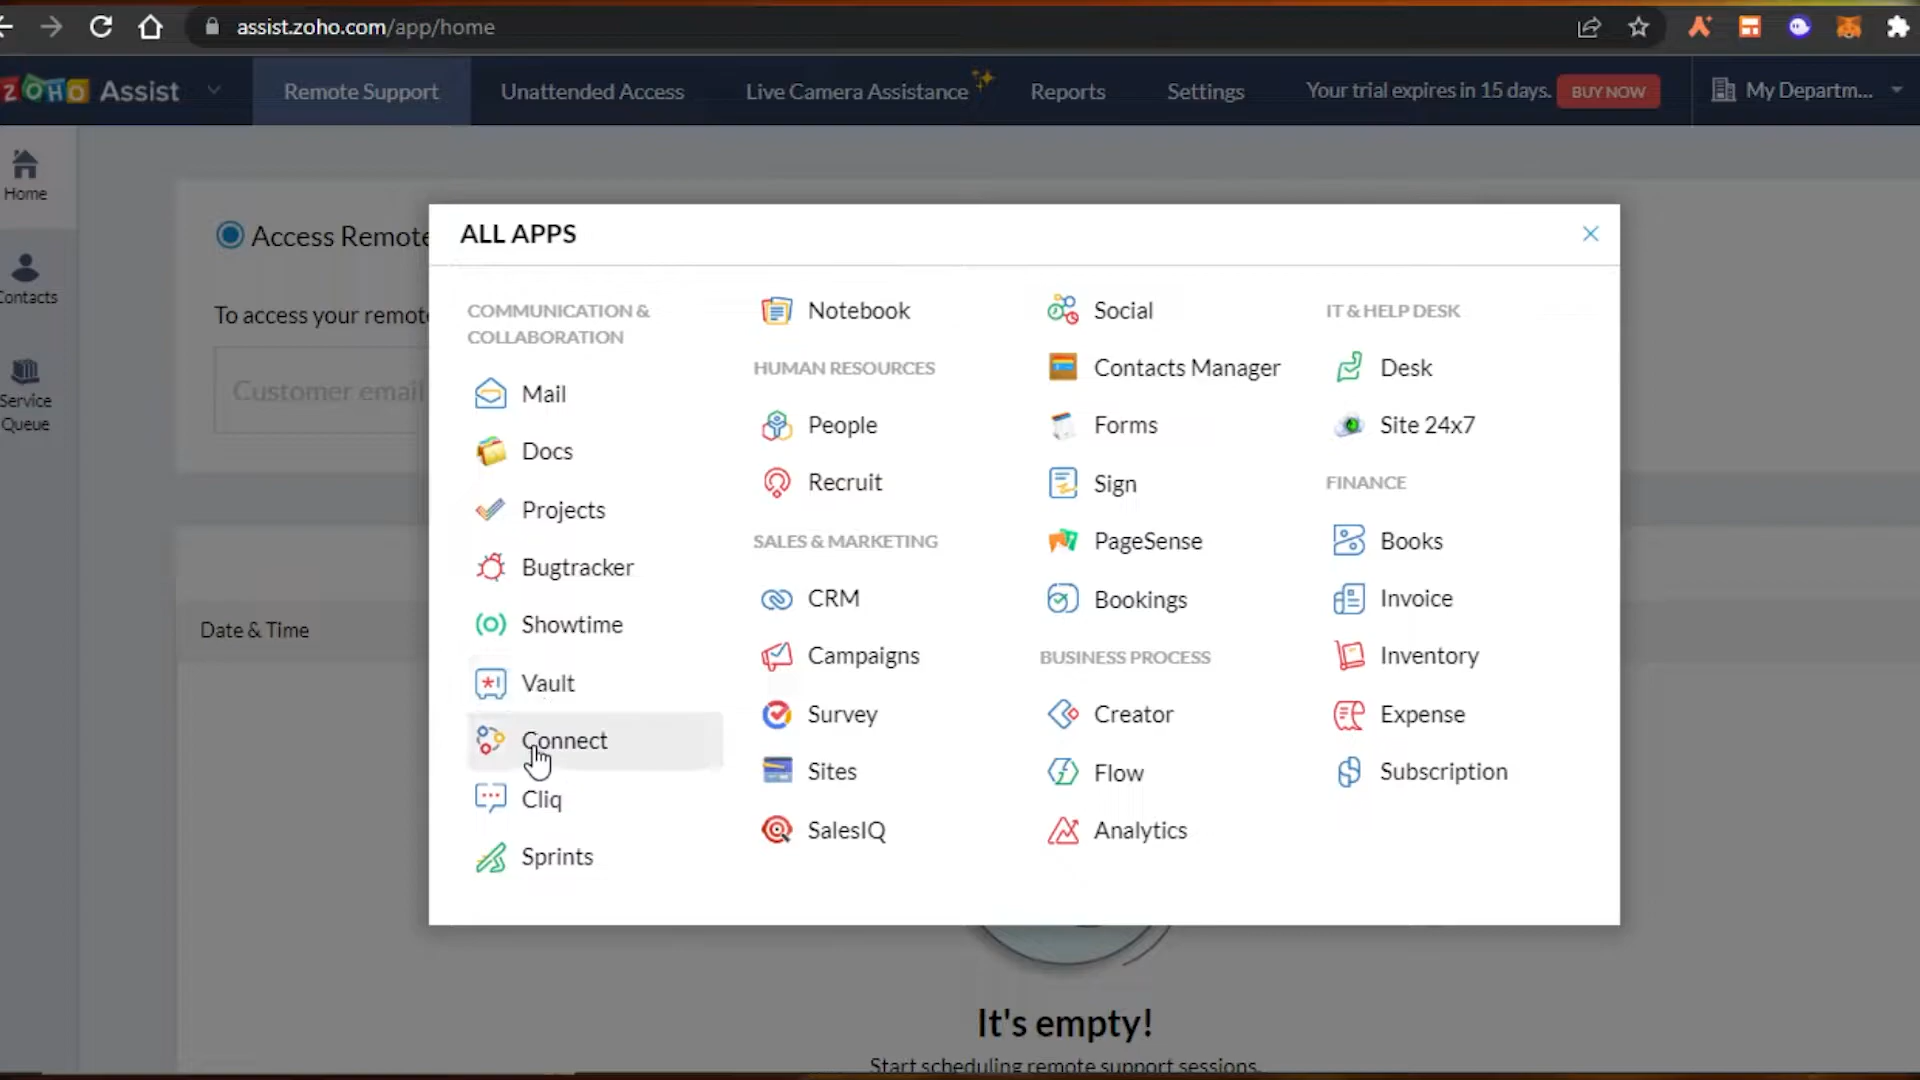 assist.zoho.com/app/home
ZOHO Assist
Remote Support
Unattended Access
Live Camera Assistance
Reports
Settings
Your trial expires in 15 days.
BUY NOW
My Departm...
Home
Contacts
Service
Queue
Access Remote
To access your remot
Customer email
Date & Time
ALL APPS
COMMUNICATION &
COLLABORATION
Mail
Docs
Projects
Bugtracker
Showtime
Vault
Connect
Cliq
Sprints
Notebook
HUMAN RESOURCES
People
Recruit
SALES & MARKETING
CRM
Campaigns
Survey
Sites
SalesIQ
Social
Contacts Manager
Forms
Sign
PageSense
Bookings
BUSINESS PROCESS
Creator
Flow
Analytics
IT & HELP DESK
Desk
Site 24x7
FINANCE
Books
Invoice
Inventory
Expense
Subscription
It's empty!
Start scheduling remote support sessions.